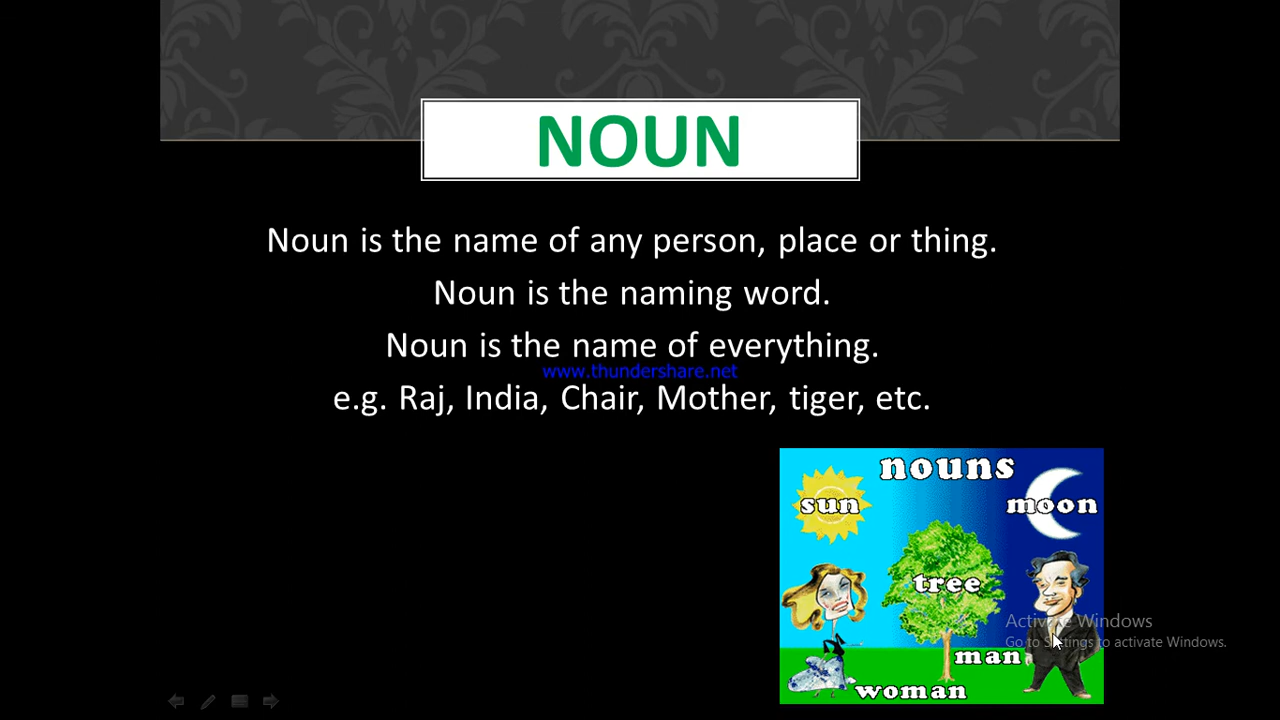 NOUN
Noun is the name of any person, place or thing.
Noun is the naming word.
Noun is the name of everything.
www.thundershare.net
e.g. Raj, India, Chair, Mother, tiger, etc.
nouns
sun
moon
tree
Activate Windows
Go to Settings to activate Windows.
man
woman